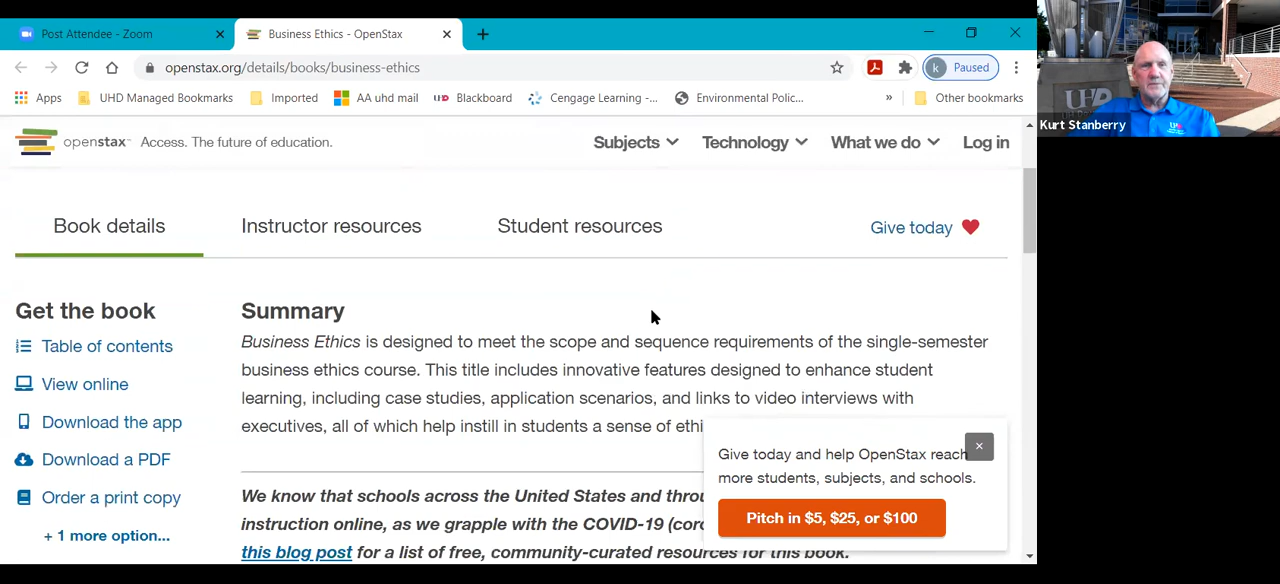 Post Attendee - Zoom
Business Ethics - OpenStax
openstax.org/details/books/business-ethics
k Paused
Apps
UHD Managed Bookmarks
Imported
AA uhd mail
UHD Blackboard
Cengage Learning -...
Environmental Polic...
»
Other bookmarks
openstax™ Access. The future of education.
Subjects
Technology
What we do
Log in
Book details
Instructor resources
Student resources
Give today
Get the book
Table of contents
View online
Download the app
Download a PDF
Order a print copy
+ 1 more option...
Summary
Business Ethics is designed to meet the scope and sequence requirements of the single-semester
business ethics course. This title includes innovative features designed to enhance student
learning, including case studies, application scenarios, and links to video interviews with
executives, all of which help instill in students a sense of ethi
We know that schools across the United States and throu
instruction online, as we grapple with the COVID-19 (coro
this blog post for a list of free, community-curated resources for this book.
Give today and help OpenStax reach
more students, subjects, and schools.
Pitch in $5, $25, or $100
UHD
Kurt Stanberry